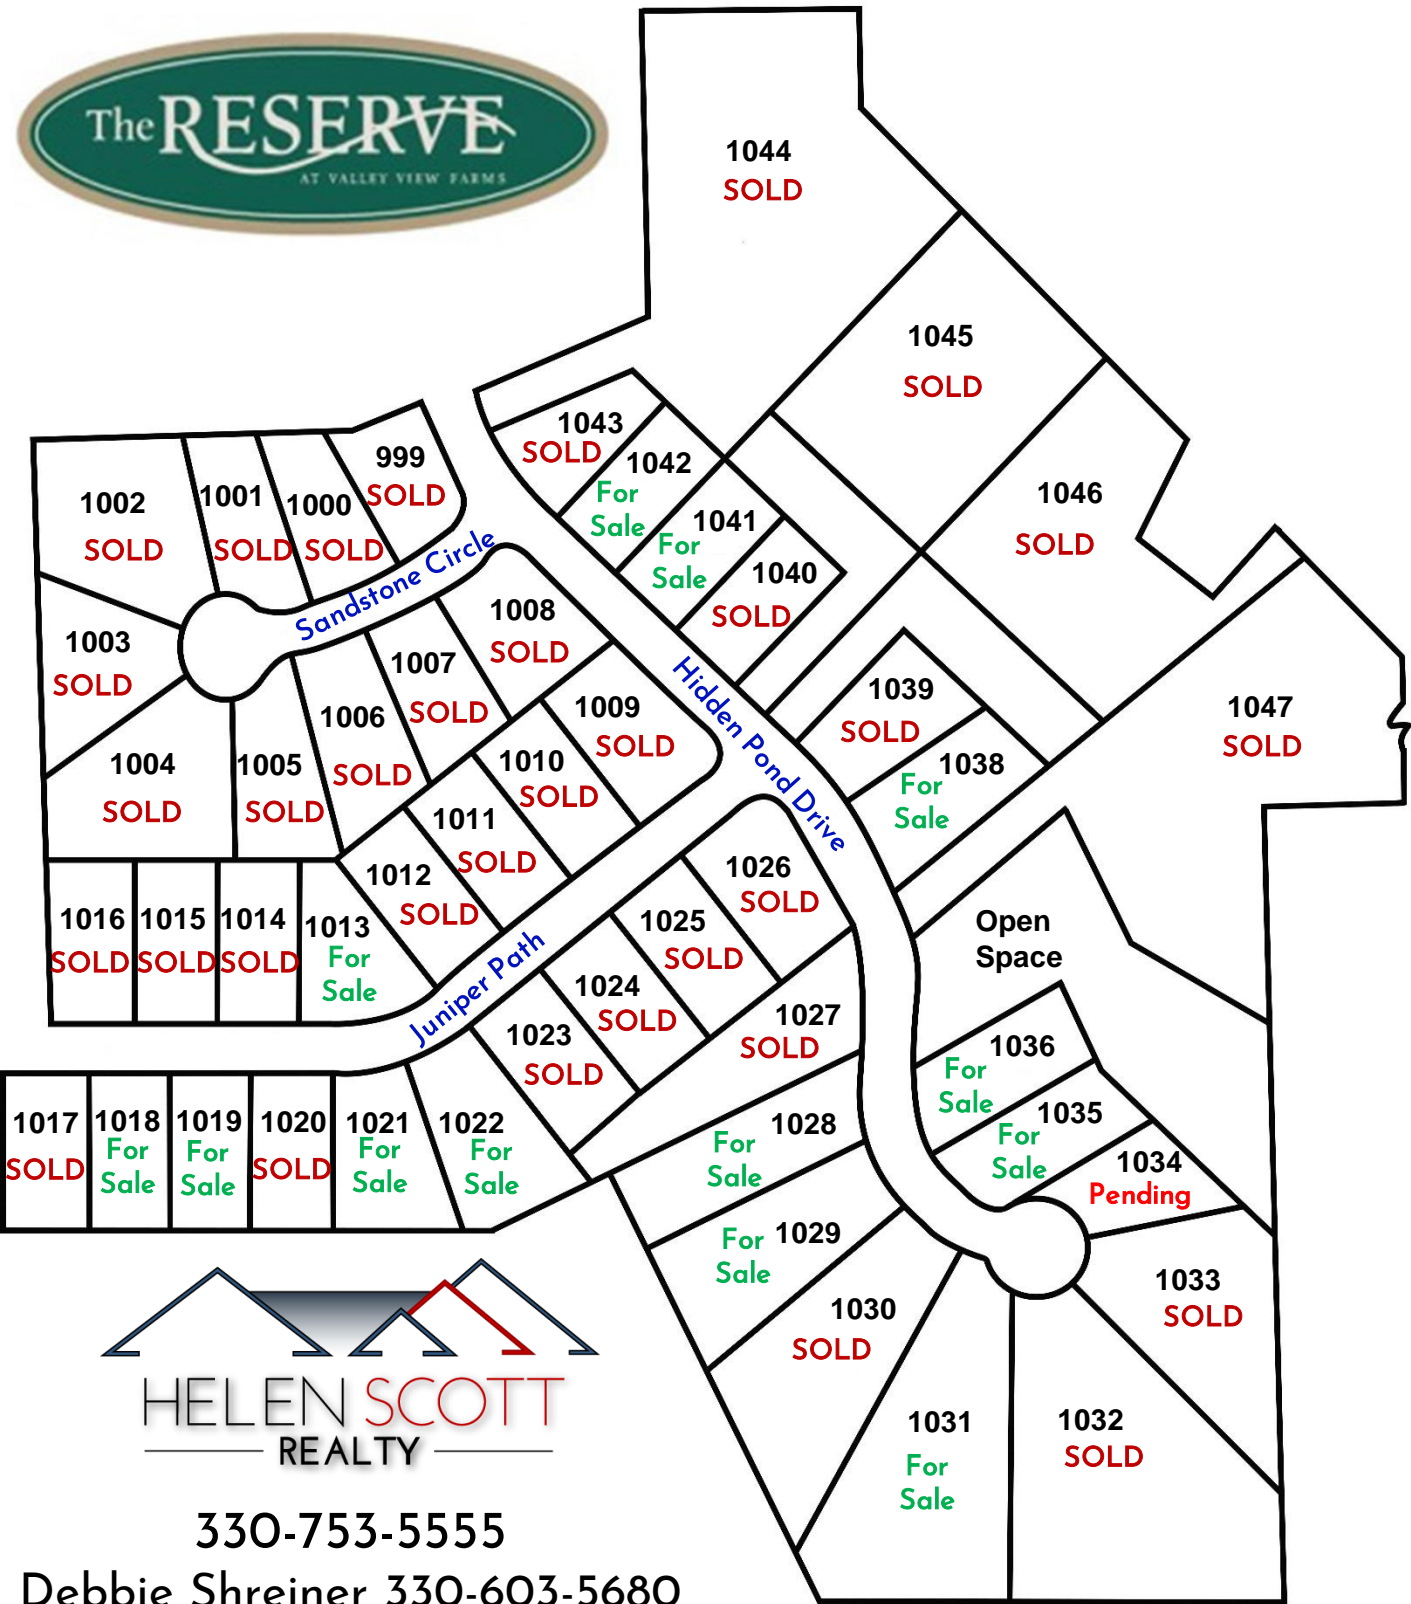 The RESERVE
AT VALLEY VIEW FARMS
1044
SOLD
1045
SOLD
1046
SOLD
1047
SOLD
1043
SOLD
1042
For
Sale
1041
For
Sale
1040
SOLD
999
SOLD
1000
SOLD
1001
SOLD
1002
SOLD
1003
SOLD
1004
SOLD
1005
SOLD
1006
SOLD
1007
SOLD
1008
SOLD
Sandstone Circle
Hidden Pond Drive
1039
SOLD
1038
For
Sale
1009
SOLD
1010
SOLD
1011
SOLD
1012
SOLD
1016
SOLD
1015
SOLD
1014
SOLD
1013
For
Sale
Juniper Path
1026
SOLD
1025
SOLD
1024
SOLD
1023
SOLD
1027
SOLD
Open
Space
1036
For
Sale
1035
For
Sale
1034
Pending
1033
SOLD
1017
SOLD
1018
For
Sale
1019
For
Sale
1020
SOLD
1021
For
Sale
1022
For
Sale
1028
For
Sale
1029
For
Sale
1030
SOLD
1031
For
Sale
1032
SOLD
HELEN SCOTT
REALTY
330-753-5555
Debbie Shreiner 330-603-5680